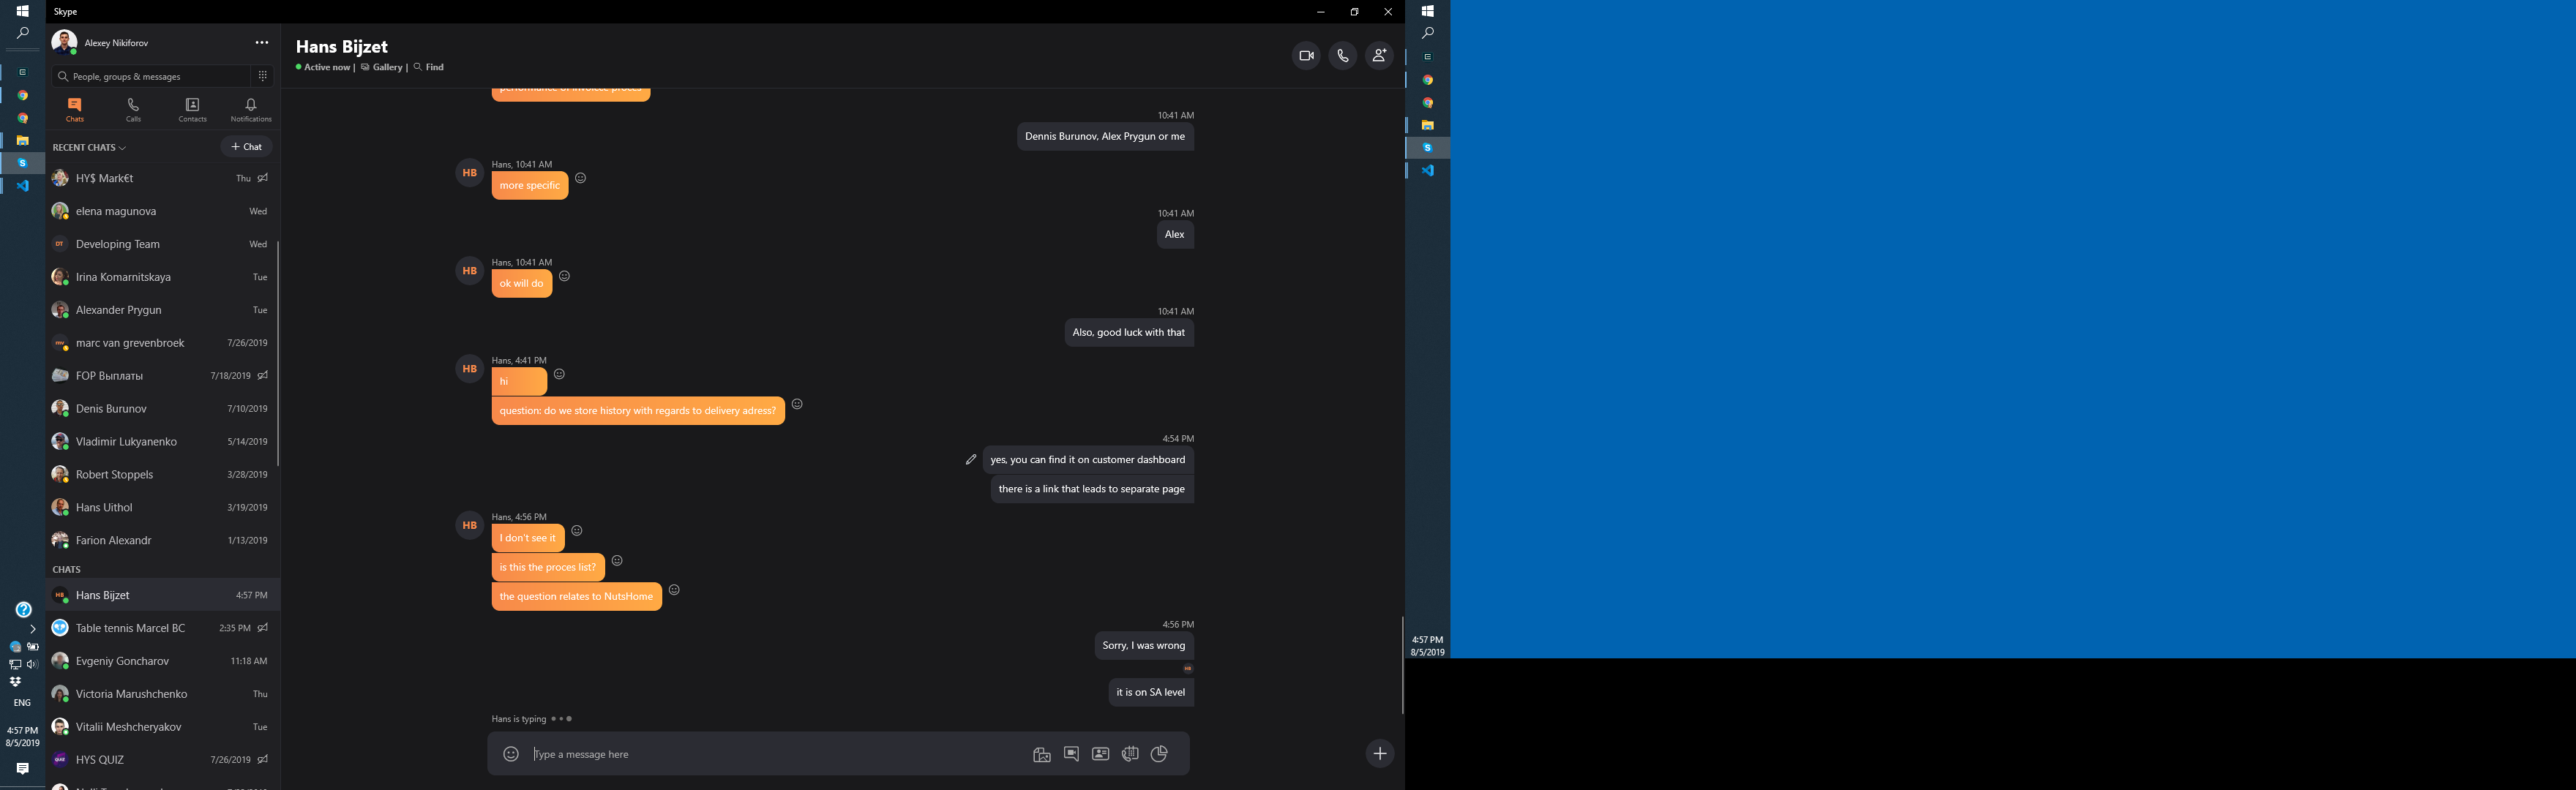 Skype
Alexey Nikiforov
People, groups & messages
Chats
Calls
Contacts
Notifications
RECENT CHATS
+ Chat
HY$ Mark€t
Thu
elena magunova
Wed
DT
Developing Team
Wed
Irina Komarnitskaya
Tue
Alexander Prygun
Tue
mv
marc van grevenbroek
7/26/2019
FOP Выплаты
7/18/2019
Denis Burunov
7/10/2019
Vladimir Lukyanenko
5/14/2019
Robert Stoppels
3/28/2019
Hans Uithol
3/19/2019
Farion Alexandr
1/13/2019
CHATS
HB
Hans Bijzet
4:57 PM
Table tennis Marcel BC
2:35 PM
Evgeniy Goncharov
11:18 AM
Victoria Marushchenko
Thu
Vitalii Meshcheryakov
Tue
QUIZ
HYS QUIZ
7/26/2019
ENG
4:57 PM
8/5/2019
Hans Bijzet
Active now | Gallery | Find
performance of invoicee proces
10:41 AM
Dennis Burunov, Alex Prygun or me
Hans, 10:41 AM
HB
more specific
10:41 AM
Alex
Hans, 10:41 AM
HB
ok will do
10:41 AM
Also, good luck with that
Hans, 4:41 PM
HB
hi
question: do we store history with regards to delivery adress?
4:54 PM
yes, you can find it on customer dashboard
there is a link that leads to separate page
Hans, 4:56 PM
HB
I don't see it
is this the proces list?
the question relates to NutsHome
4:56 PM
Sorry, I was wrong
HB
it is on SA level
Hans is typing
Type a message here
4:57 PM
8/5/2019